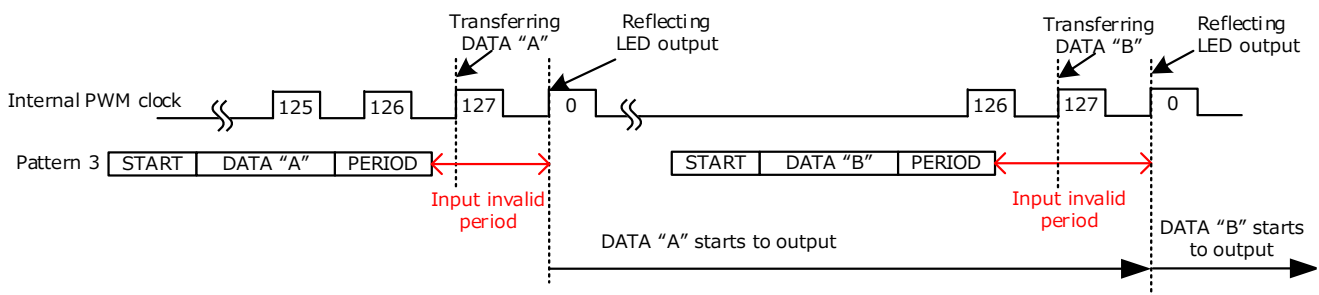 Transferring
DATA “A”
Reflecting
LED output
Transferring
DATA “B”
Reflecting
LED output
Internal PWM clock
125
126
127
0
126
127
0
Pattern 3
START
DATA “A”
PERIOD
START
DATA “B”
PERIOD
Input invalid
period
Input invalid
period
DATA “A” starts to output
DATA “B” starts
to output